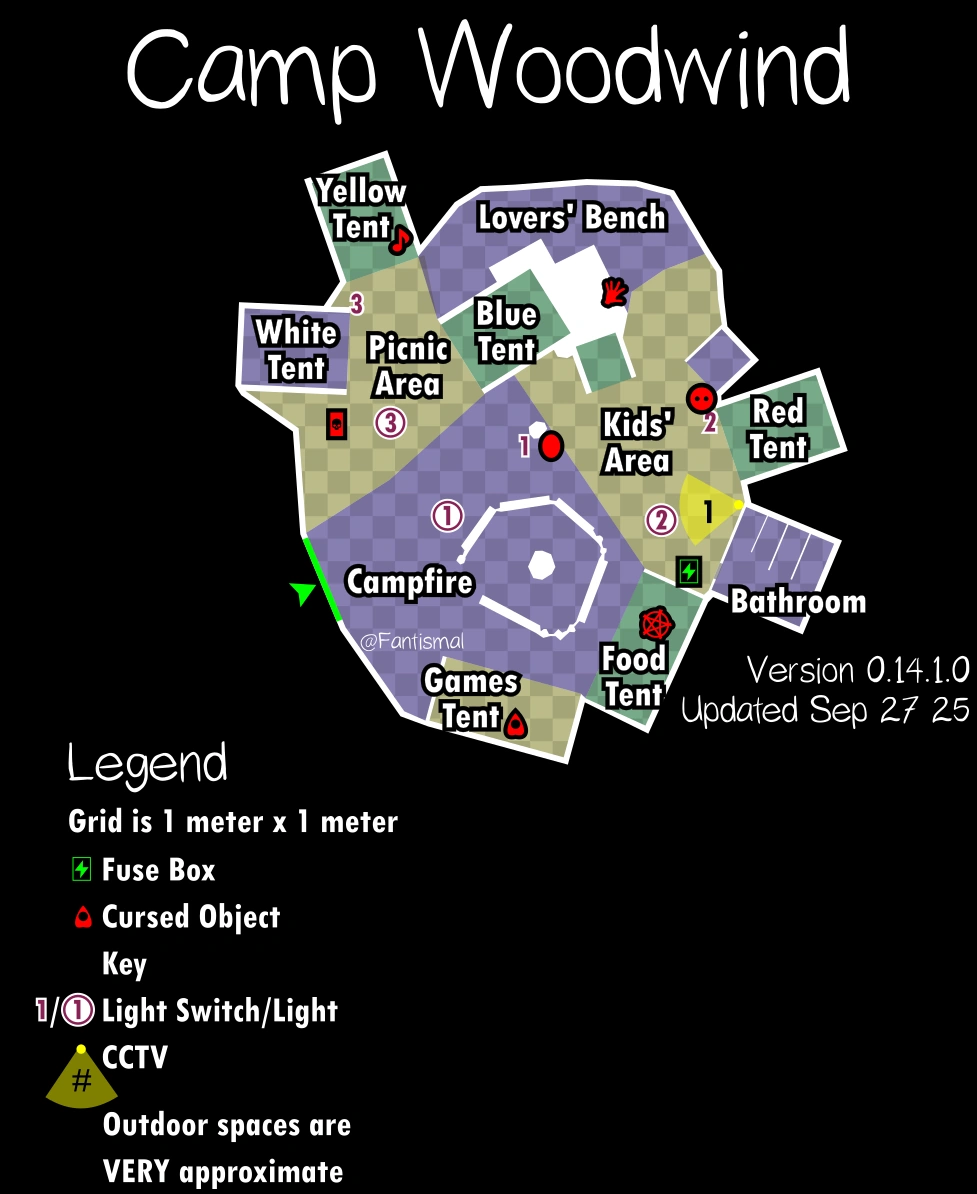 Camp Woodwind
Yellow
Tent
Lovers' Bench
3
White
Tent
Blue
Tent
Picnic
Area
3
Kids'
Area
2
Red
Tent
1
1
2
1
Campfire
Bathroom
@Fantismal
Food
Tent
Games
Tent
Version 0.14.1.0
Updated Sep 27 25
Legend
Grid is 1 meter x 1 meter
Fuse Box
Cursed Object
Key
1/1 Light Switch/Light
# CCTV
Outdoor spaces are
VERY approximate